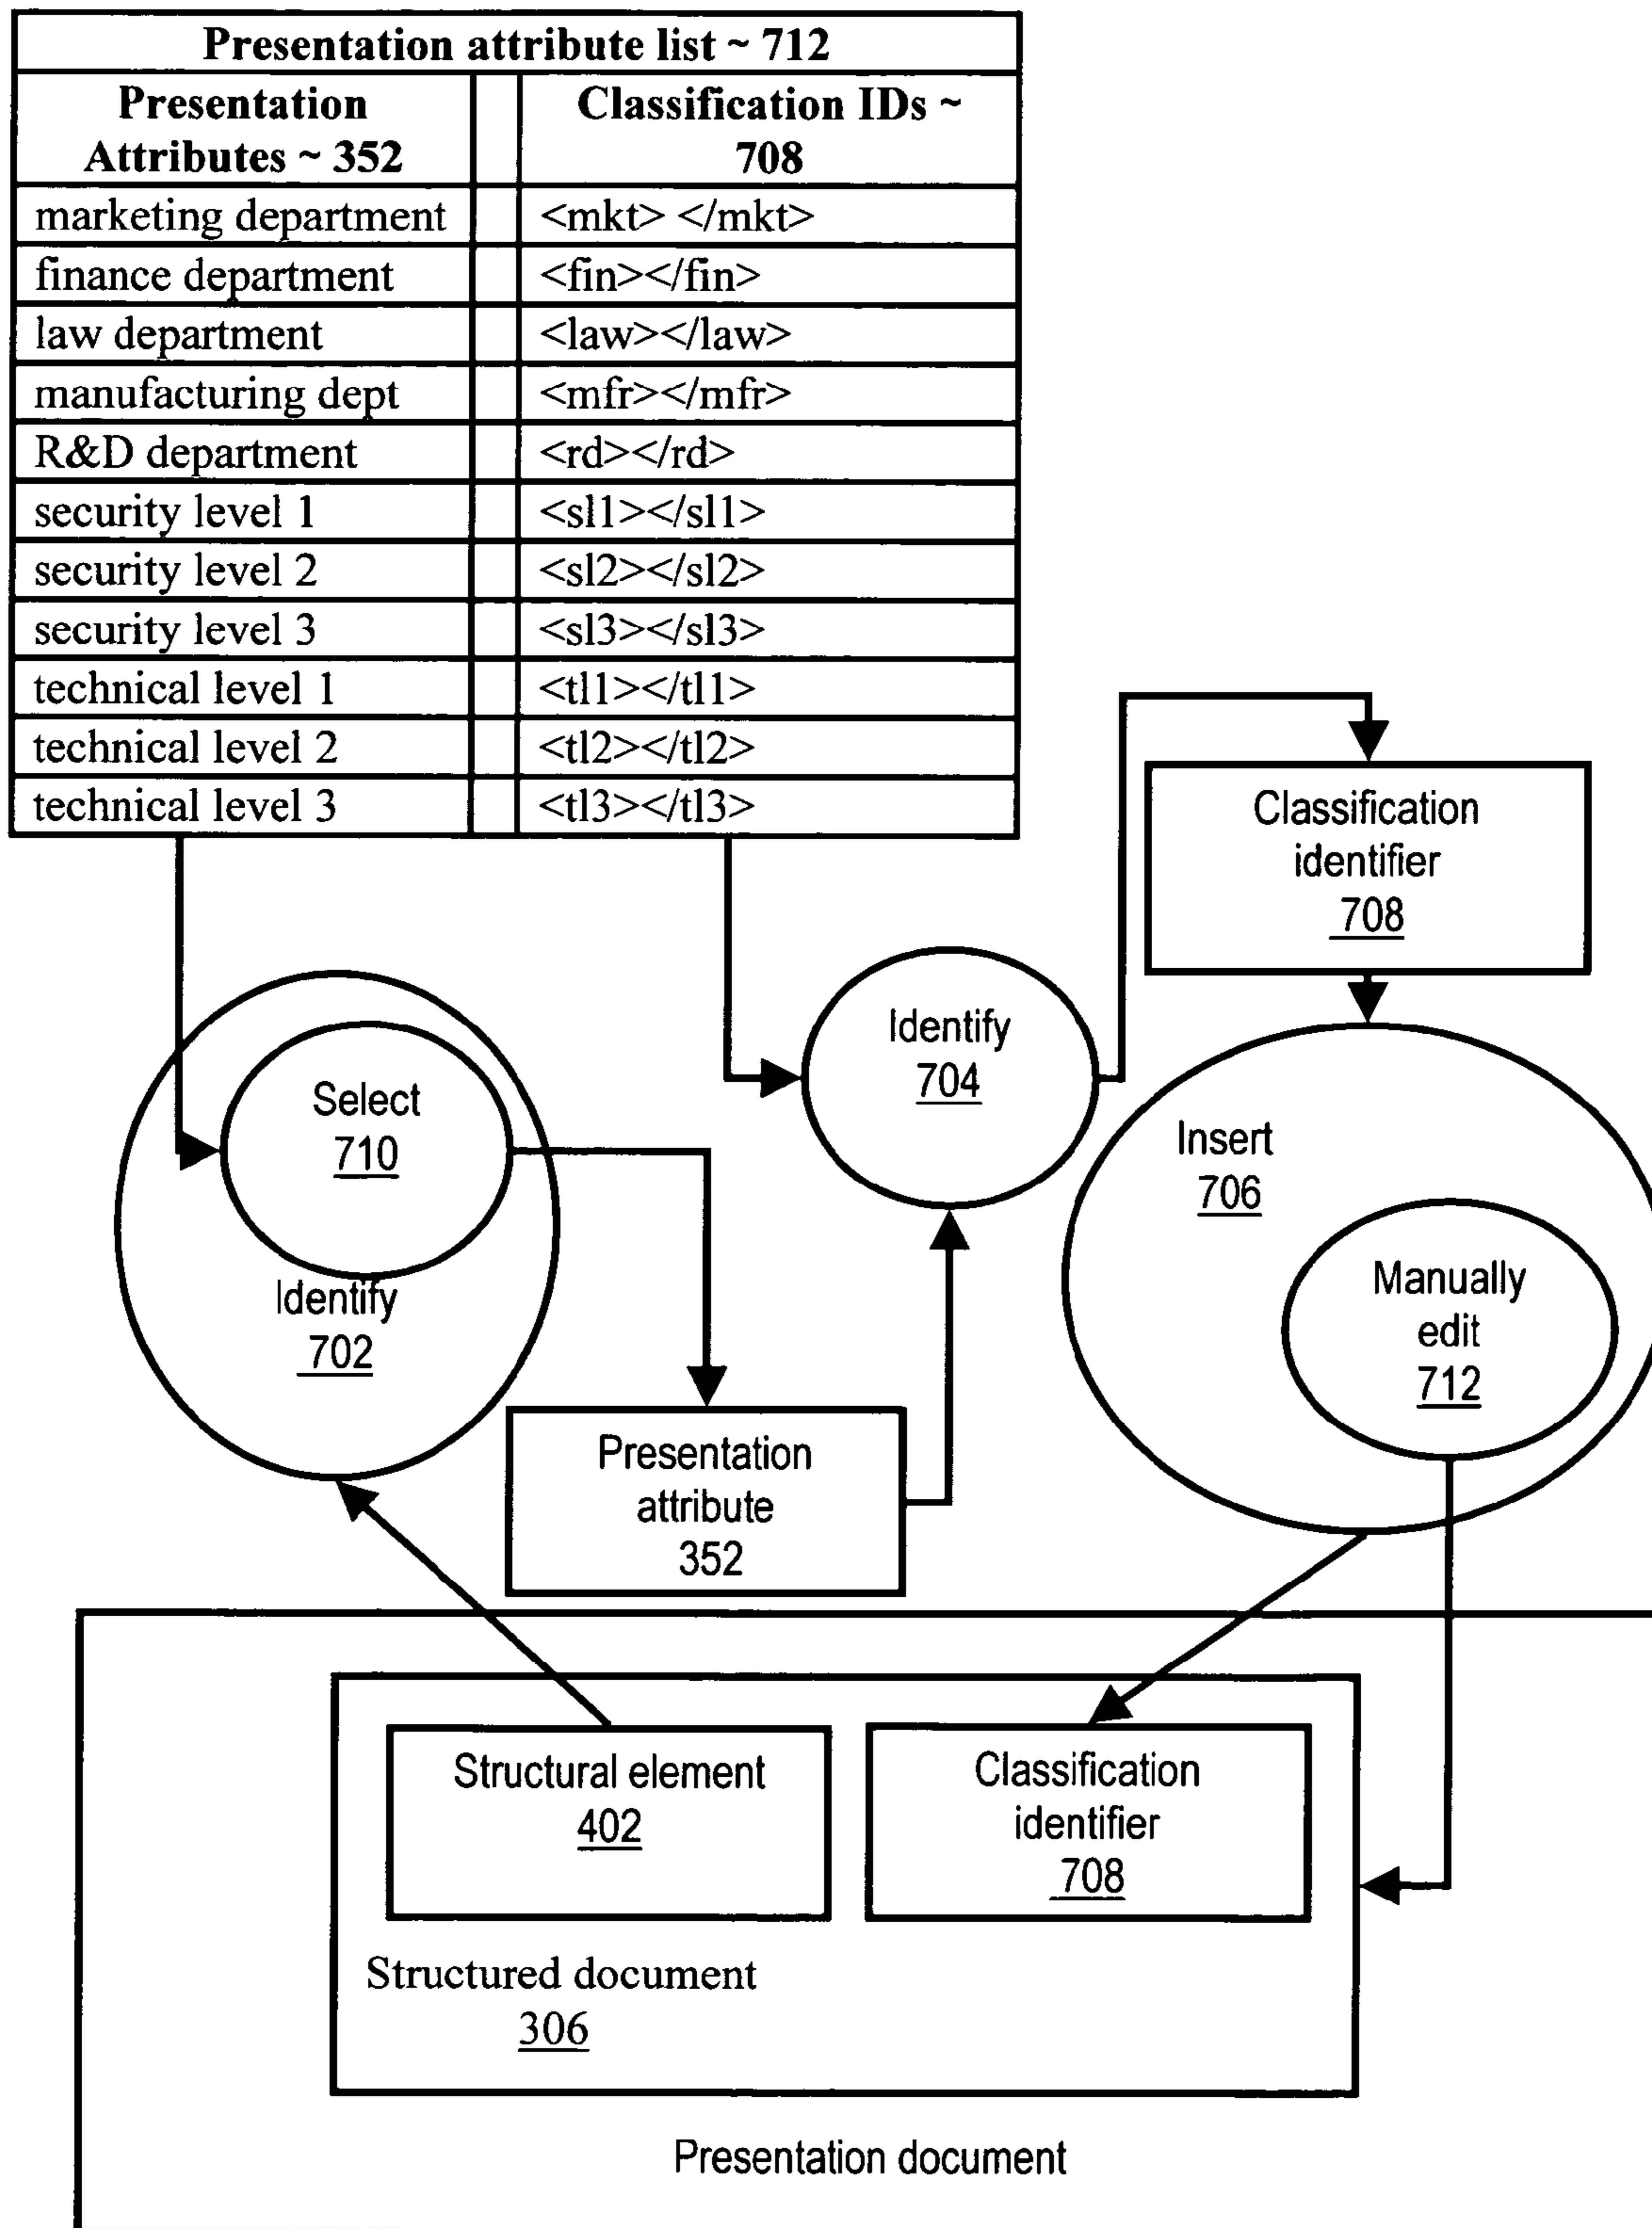 Presentation attribute list ~ 712
Presentation
Attributes ~ 352
Classification IDs ~
708
marketing department
<mkt> </mkt>
finance department
<fin></fin>
law department
<law></law>
manufacturing dept
<mfr></mfr>
R&D department
<rd></rd>
security level 1
<sl1></sl1>
security level 2
<sl2></sl2>
security level 3
<sl3></sl3>
technical level 1
<tl1></tl1>
technical level 2
<tl2></tl2>
technical level 3
<tl3></tl3>
Classification
identifier
708
Identify
704
Select
710
Identify
702
Insert
706
Manually
edit
712
Presentation
attribute
352
Structural element
402
Classification
identifier
708
Structured document
306
Presentation document